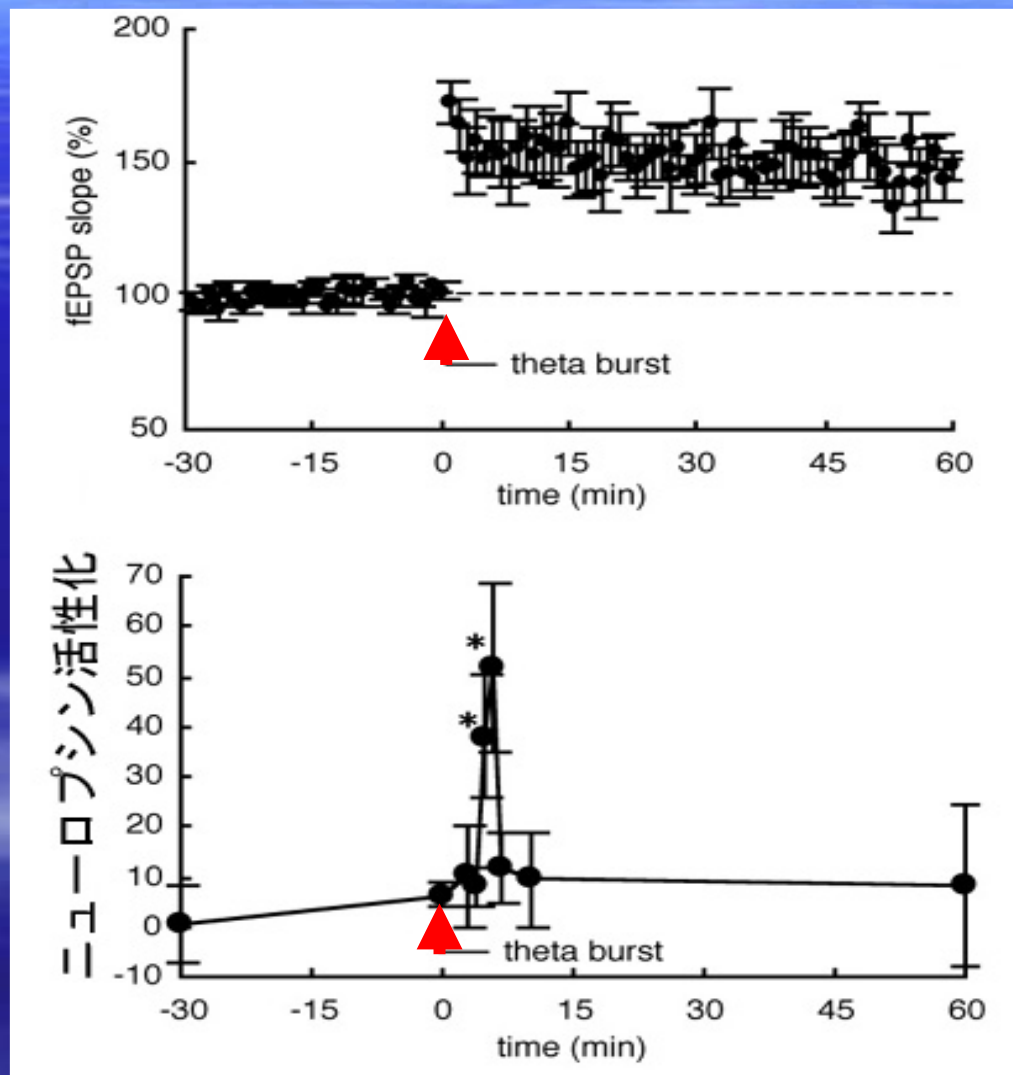 200
150
100
50
fEPSP slope (%)
theta burst
-30 -15 0 15 30 45 60
time (min)
70
60
50
40
30
20
10
0
-10
ニューロプシン活性化
*
*
theta burst
-30 -15 0 15 30 45 60
time (min)